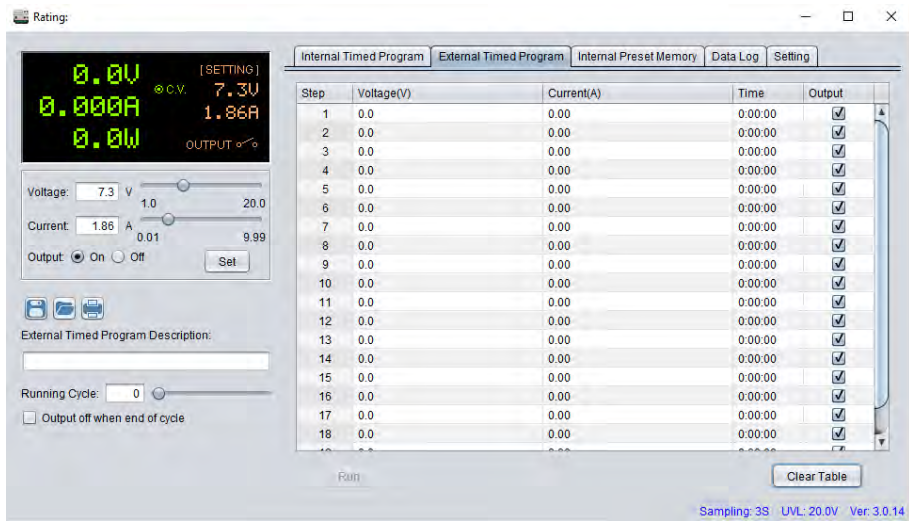 Rating:
0.0V
0.000A
0.0W
[SETTING]
C.V. 7.3V
1.86A
OUTPUT
Voltage: 7.3 V
1.0 20.0
Current: 1.86 A
0.01 9.99
Output: On Off
Set
External Timed Program Description:
Running Cycle: 0
Output off when end of cycle
Internal Timed Program External Timed Program Internal Preset Memory Data Log Setting
Step Voltage(V) Current(A) Time Output
1 0.0 0.00 0:00:00
2 0.0 0.00 0:00:00
3 0.0 0.00 0:00:00
4 0.0 0.00 0:00:00
5 0.0 0.00 0:00:00
6 0.0 0.00 0:00:00
7 0.0 0.00 0:00:00
8 0.0 0.00 0:00:00
9 0.0 0.00 0:00:00
10 0.0 0.00 0:00:00
11 0.0 0.00 0:00:00
12 0.0 0.00 0:00:00
13 0.0 0.00 0:00:00
14 0.0 0.00 0:00:00
15 0.0 0.00 0:00:00
16 0.0 0.00 0:00:00
17 0.0 0.00 0:00:00
18 0.0 0.00 0:00:00
Run
Clear Table
Sampling: 3S UVL: 20.0V Ver: 3.0.14